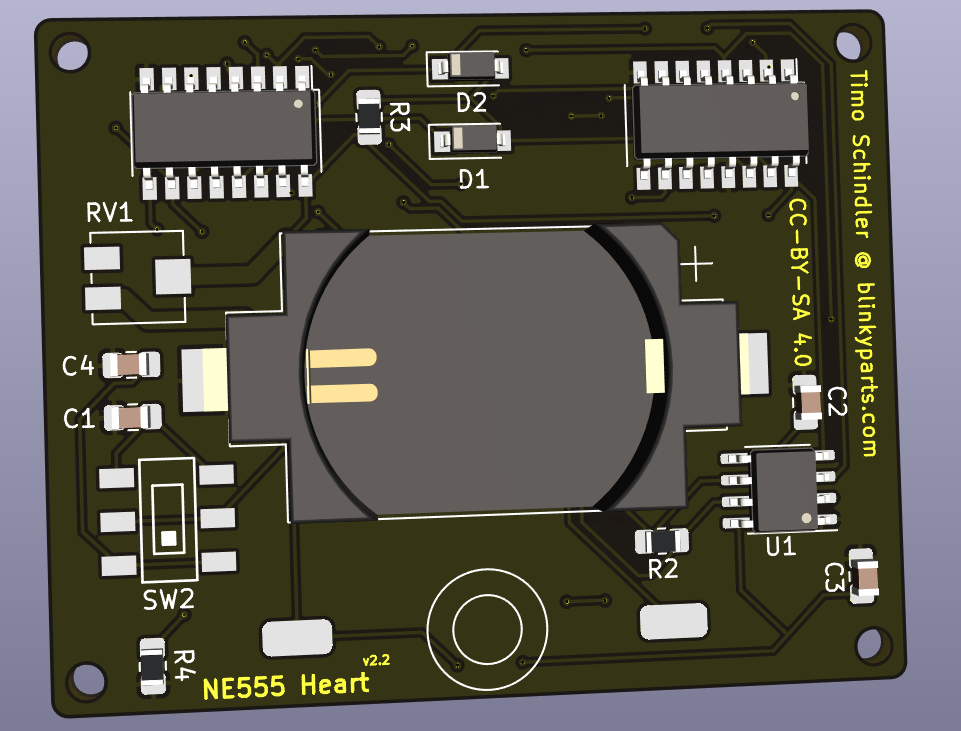 D2
R3
D1
RV1
+
C4
C1
SW2
R4
NE555 Heart
v2.2
R2
U1
C2
C3
CC-BY-SA 4.0
Timo Schindler @ blinkyparts.com